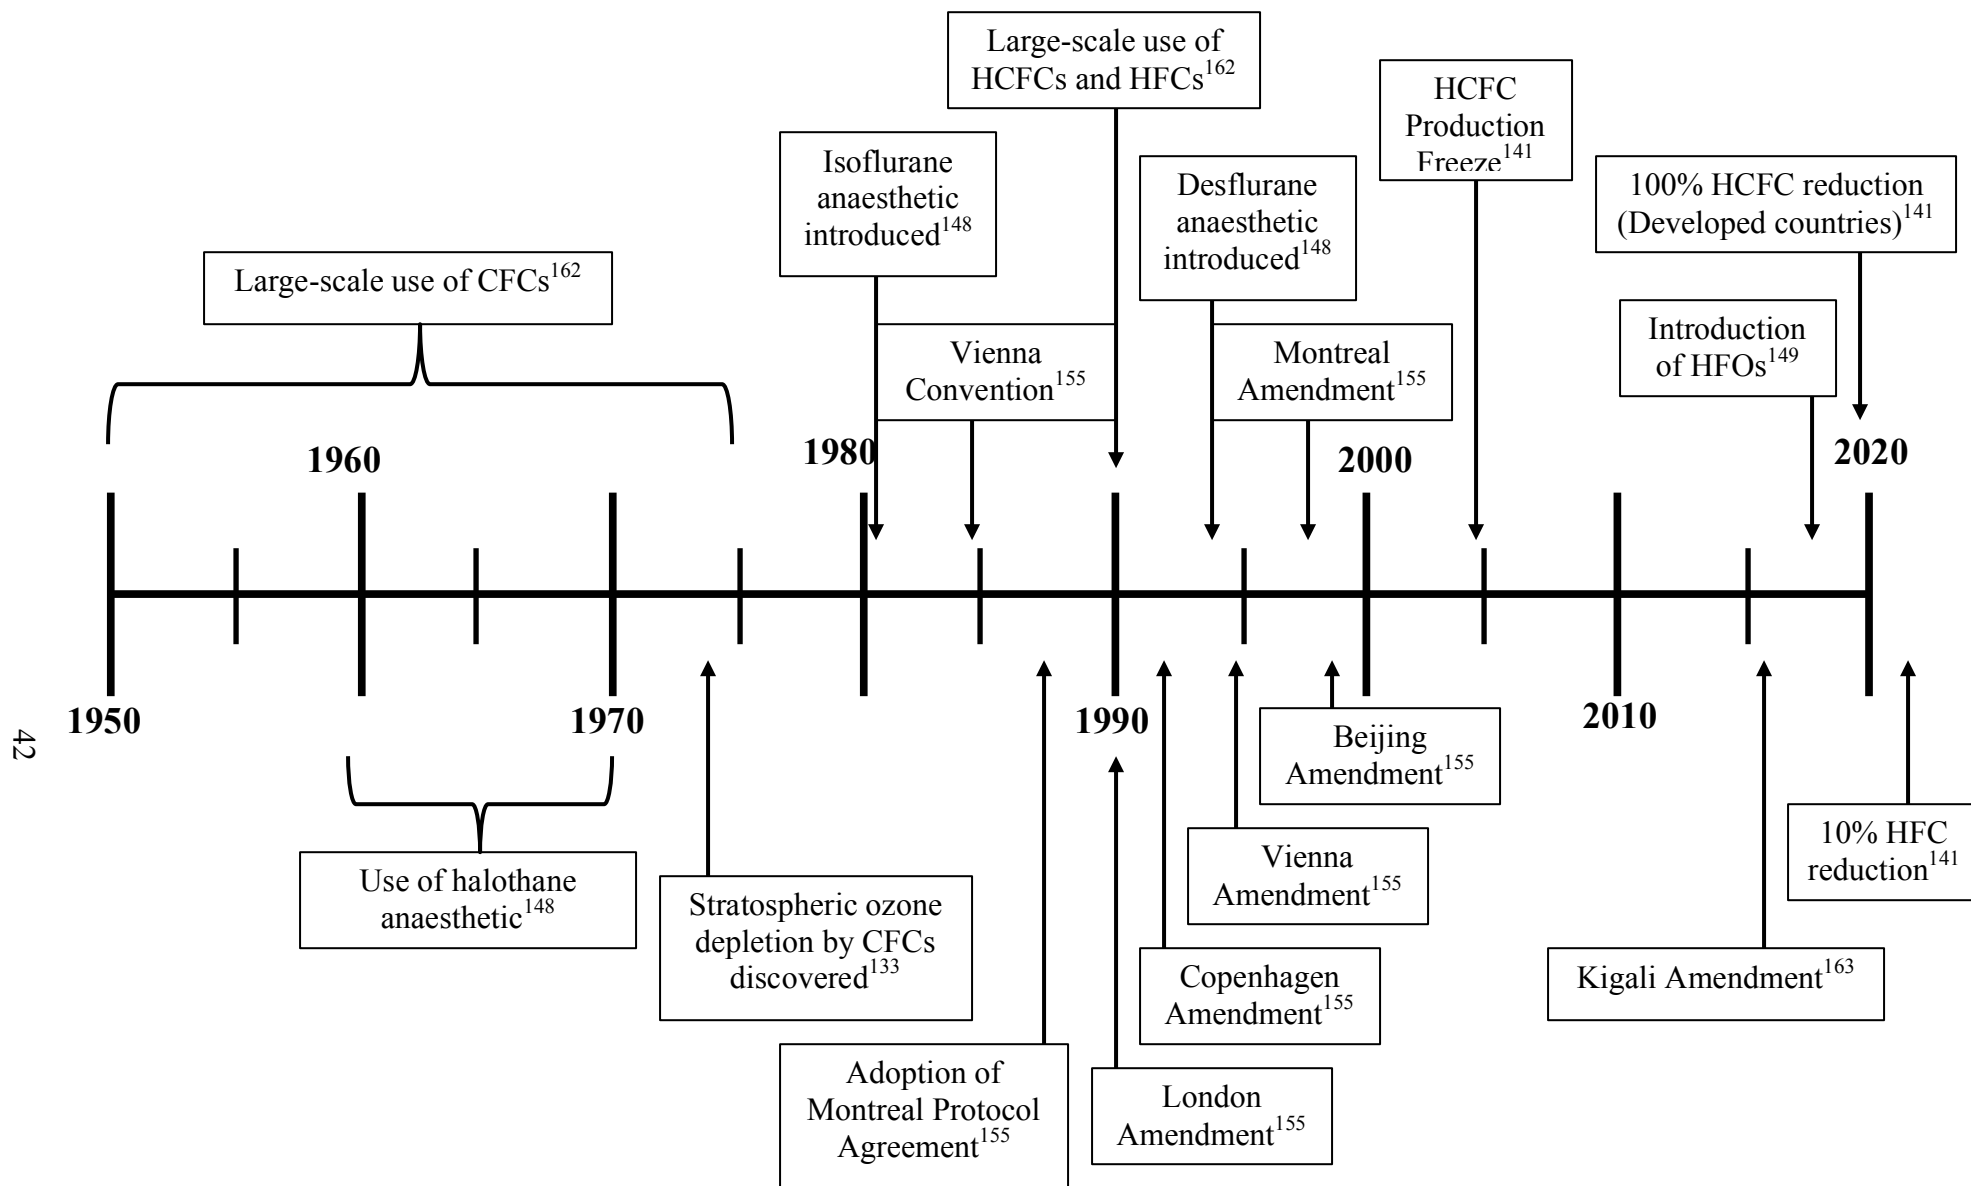 Large-scale use of
HCFCs and HFCs162
HCFC
Production
Freeze141
Isoflurane
anaesthetic
introduced148
Desflurane
anaesthetic
introduced148
100% HCFC reduction
(Developed countries)141
Large-scale use of CFCs162
Vienna
Convention155
Montreal
Amendment155
Introduction
of HFOs149
1960
1980
2000
2020
1950
1970
1990
2010
42
Beijing
Amendment155
10% HFC
reduction141
Use of halothane
anaesthetic148
Vienna
Amendment155
Stratospheric ozone
depletion by CFCs
discovered133
Copenhagen
Amendment155
Kigali Amendment163
Adoption of
Montreal Protocol
Agreement155
London
Amendment155